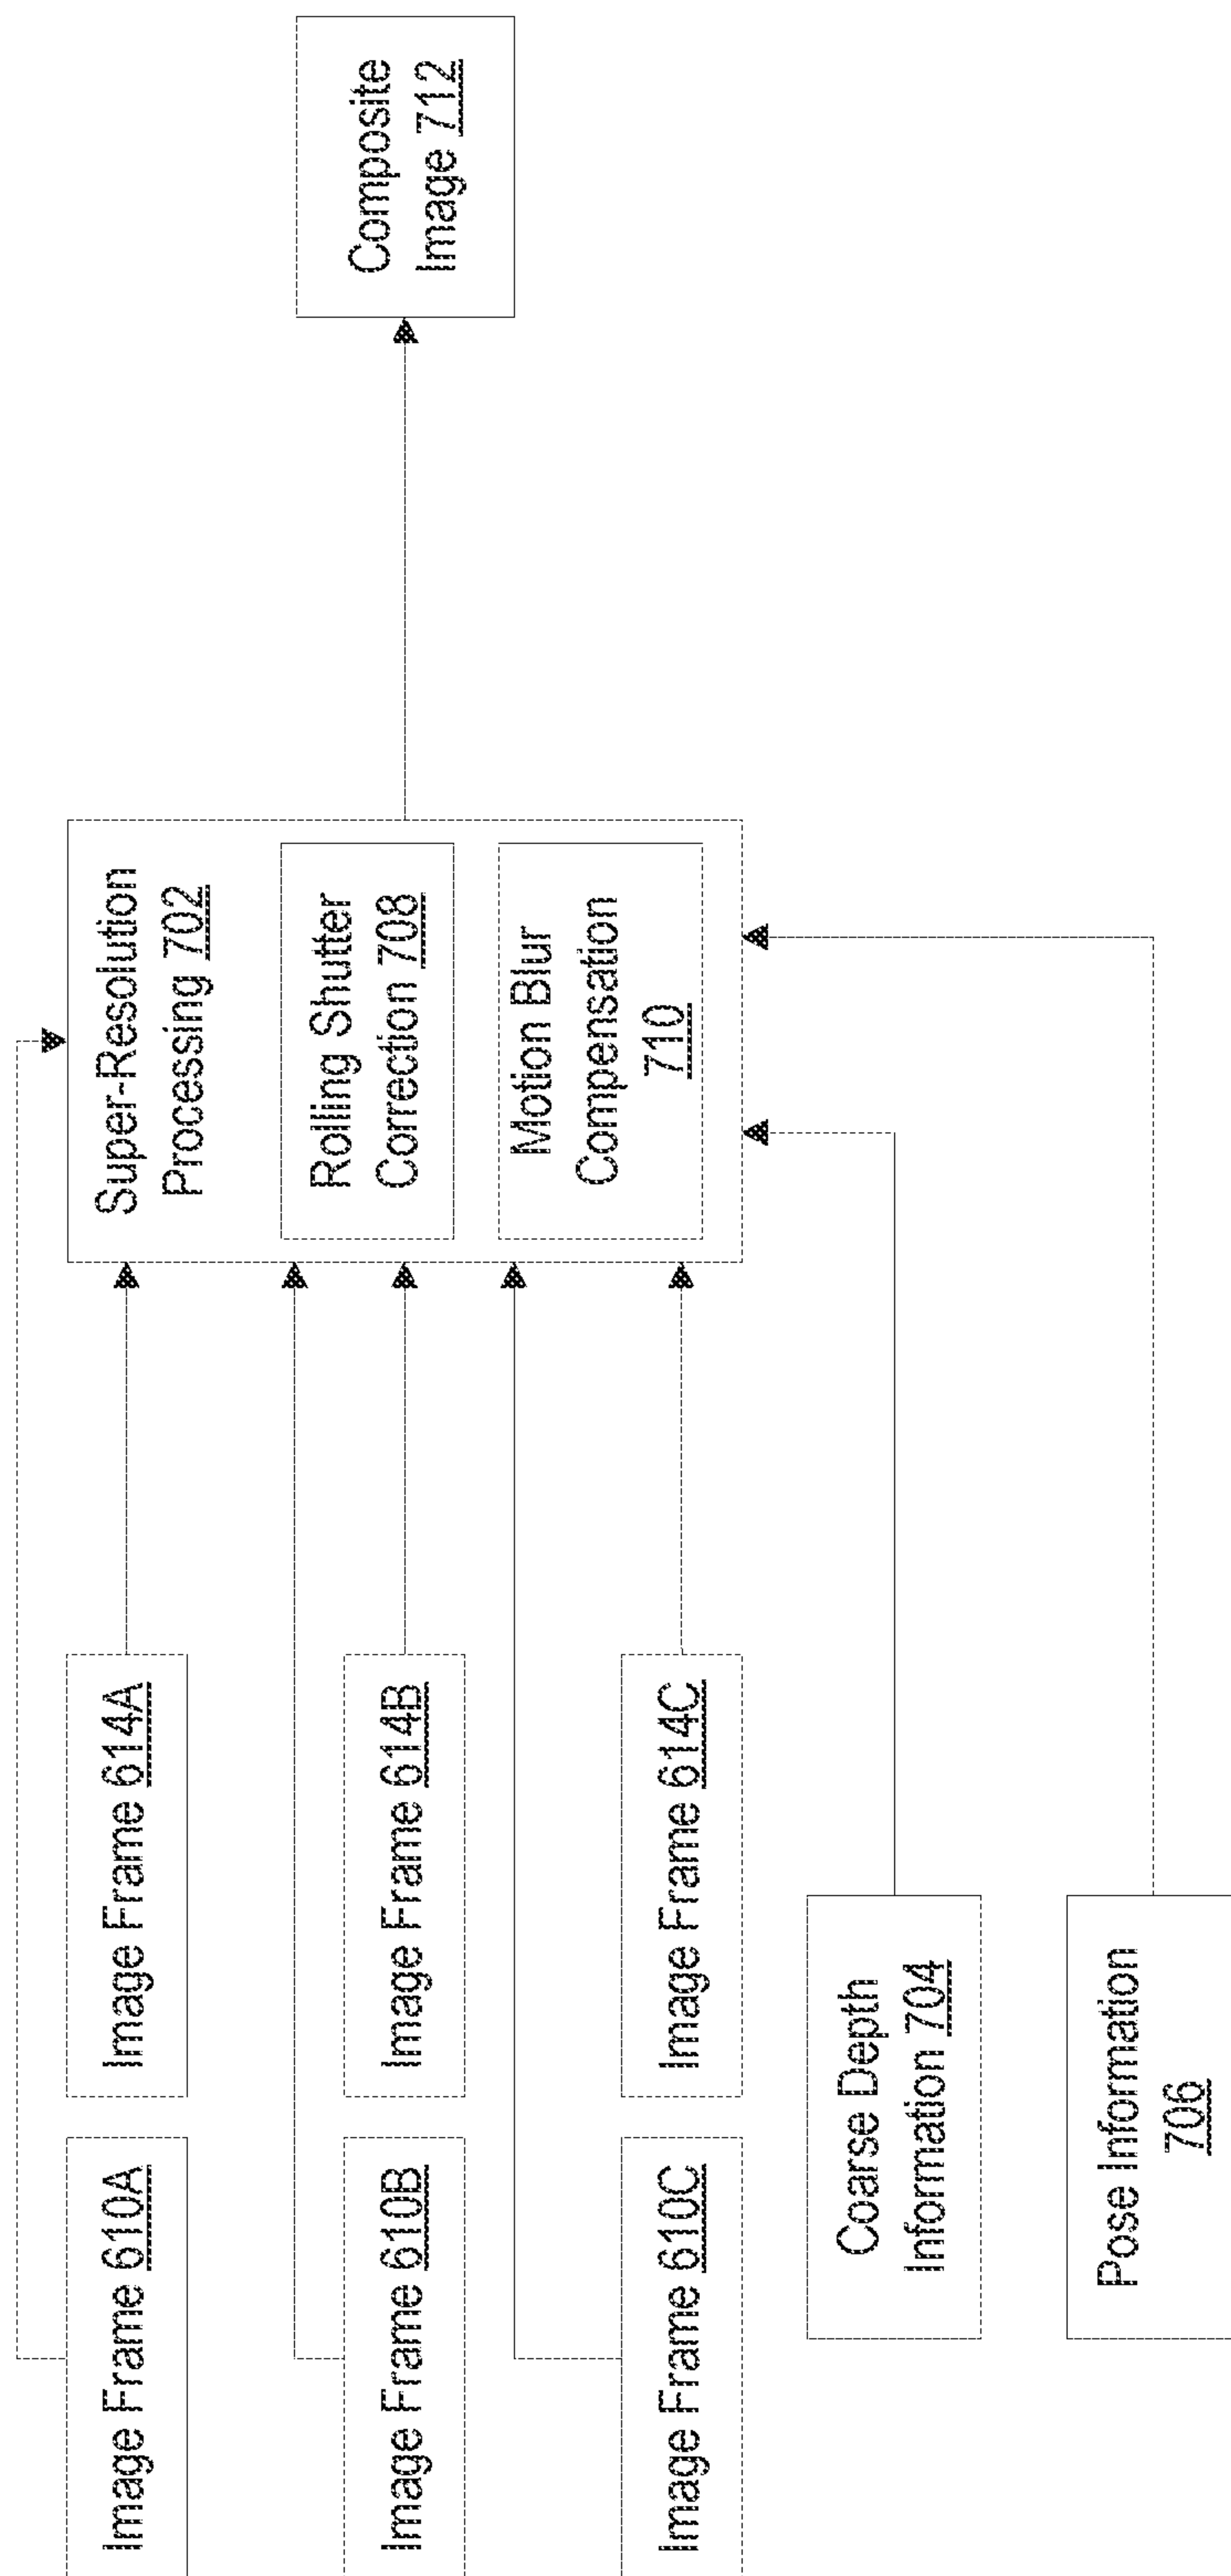 Image Frame 610A
Image Frame 614A
Super-Resolution
Processing 702
Image Frame 610B
Image Frame 614B
Rolling Shutter
Correction 708
Composite
Image 712
Image Frame 610C
Image Frame 614C
Motion Blur
Compensation
710
Coarse Depth
Information 704
Pose Information
706